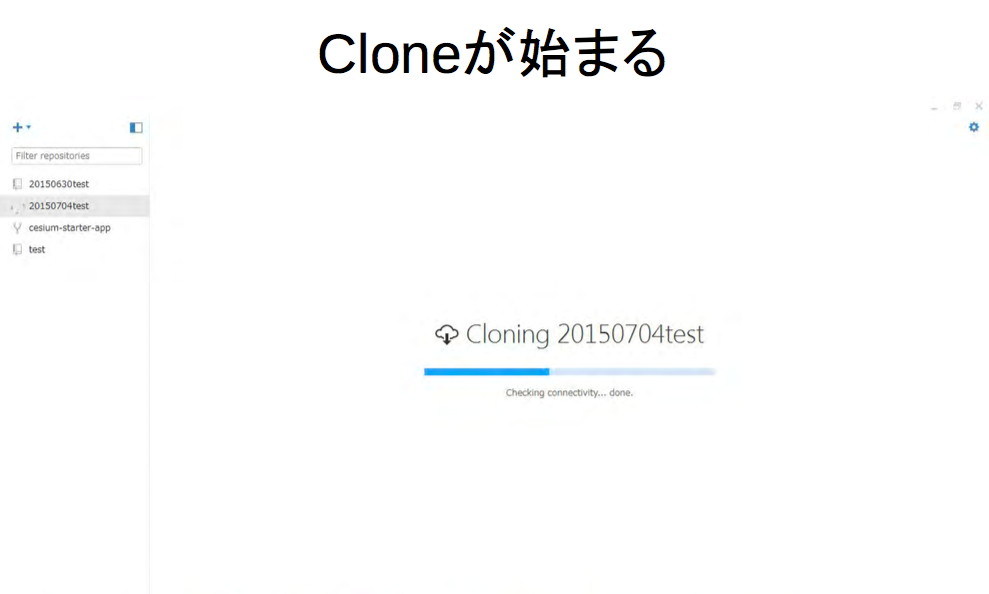 Cloneが始まる
Filter repositories
20150630test
20150704test
cesium-starter-app
test
Cloning 20150704test
Checking connectivity... done.